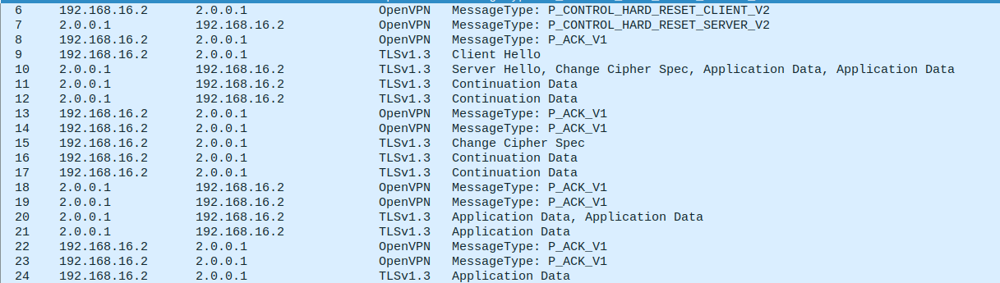 6 192.168.16.2 2.0.0.1 OpenVPN MessageType: P_CONTROL_HARD_RESET_CLIENT_V2
7 2.0.0.1 192.168.16.2 OpenVPN MessageType: P_CONTROL_HARD_RESET_SERVER_V2
8 192.168.16.2 2.0.0.1 OpenVPN MessageType: P_ACK_V1
9 192.168.16.2 2.0.0.1 TLSv1.3 Client Hello
10 2.0.0.1 192.168.16.2 TLSv1.3 Server Hello, Change Cipher Spec, Application Data, Application Data
11 2.0.0.1 192.168.16.2 TLSv1.3 Continuation Data
12 2.0.0.1 192.168.16.2 TLSv1.3 Continuation Data
13 192.168.16.2 2.0.0.1 OpenVPN MessageType: P_ACK_V1
14 192.168.16.2 2.0.0.1 OpenVPN MessageType: P_ACK_V1
15 192.168.16.2 2.0.0.1 TLSv1.3 Change Cipher Spec
16 192.168.16.2 2.0.0.1 TLSv1.3 Continuation Data
17 192.168.16.2 2.0.0.1 TLSv1.3 Continuation Data
18 2.0.0.1 192.168.16.2 OpenVPN MessageType: P_ACK_V1
19 2.0.0.1 192.168.16.2 OpenVPN MessageType: P_ACK_V1
20 2.0.0.1 192.168.16.2 TLSv1.3 Application Data, Application Data
21 2.0.0.1 192.168.16.2 TLSv1.3 Application Data
22 192.168.16.2 2.0.0.1 OpenVPN MessageType: P_ACK_V1
23 192.168.16.2 2.0.0.1 OpenVPN MessageType: P_ACK_V1
24 192.168.16.2 2.0.0.1 TLSv1.3 Application Data